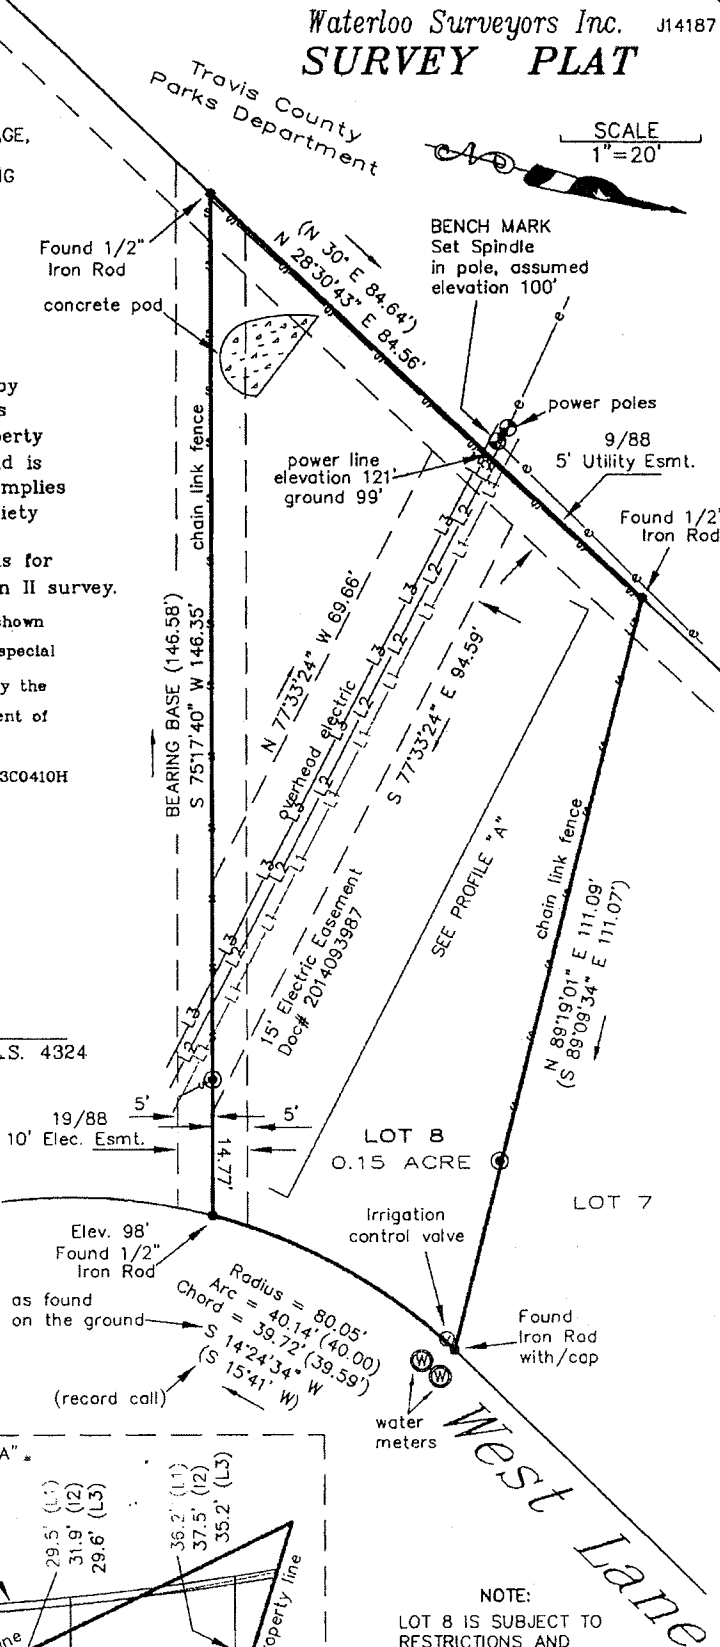 Waterloo Surveyors Inc. J14187
SURVEY PLAT
Travis County
Parks Department
SCALE
1"=20'
AGE,
NG
N
BENCH MARK
Set Spindle
in pole, assumed
elevation 100'
(N 30° E 84.64')
N 28°30'43" E 84.56'
Found 1/2"
Iron Rod
concrete pod
power poles
9/88
5' Utility Esmt.
power line
elevation 121'
ground 99'
Found 1/2"
Iron Rod
by
s
perty
d is
mplies
iety
is for
n II survey.
shown
special
y the
ent of
3C0410H
chain link fence
BEARING BASE (146.58')
S 75°17'40" W 146.35'
N 77°33'24" W 69.66'
overhead electric
L3 L2 L1
S 77°33'24" E 94.59'
15' Electric Easement
Doc# 2014093987
SEE PROFILE "A"
chain link fence
N 89°19'01" E 111.09'
(S 89°09'34" E 111.07')
.S. 4324
19/88
10' Elec. Esmt.
5'
5'
14.77'
LOT 8
0.15 ACRE
LOT 7
Elev. 98'
Found 1/2"
Iron Rod
Irrigation
control valve
as found
on the ground
Radius = 80.05'
Arc = 40.14' (40.00)
Chord = 39.72' (39.59')
S 14°24'34" W
(S 15°41' W)
(record call)
Found
Iron Rod
with/cap
W
W
water
meters
West Lane
A"
29.5' (L1)
31.9' (l2)
29.6' (L3)
36.2' (L1)
37.5' (l2)
35.2' (L3)
ine
operty line
NOTE:
LOT 8 IS SUBJECT TO
RESTRICTIONS AND